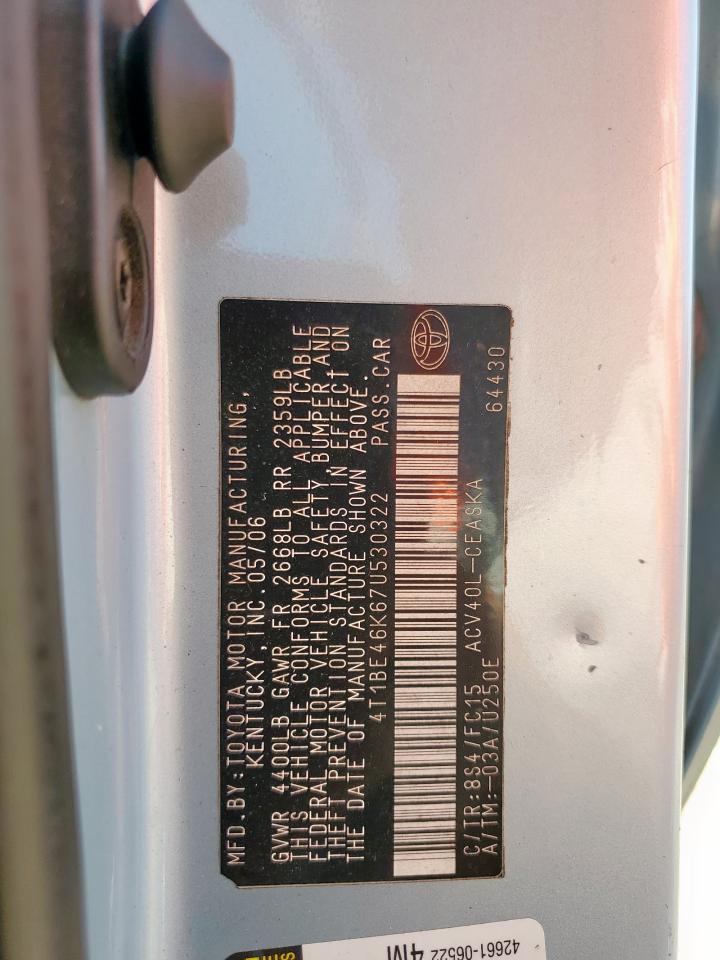 MFD.BY:TOYOTA MOTOR MANUFACTURING,
KENTUCKY, INC.05/06
GVWR 4400LB GAWR FR 2668LB RR 2359LB
THIS VEHICLE CONFORMS TO ALL APPLICABLE
FEDERAL MOTOR VEHICLE SAFETY,BUMPER,AND
THEFT PREVENTION STANDARDS IN EFFECT ON
THE DATE OF MANUFACTURE SHOWN ABOVE.
4T1BE46K67U530322 PASS.CAR
C/TR:8S4/FC15 ACV40L-CEASKA
A/TM:-03A/U250E 64430
42661-06522 4M